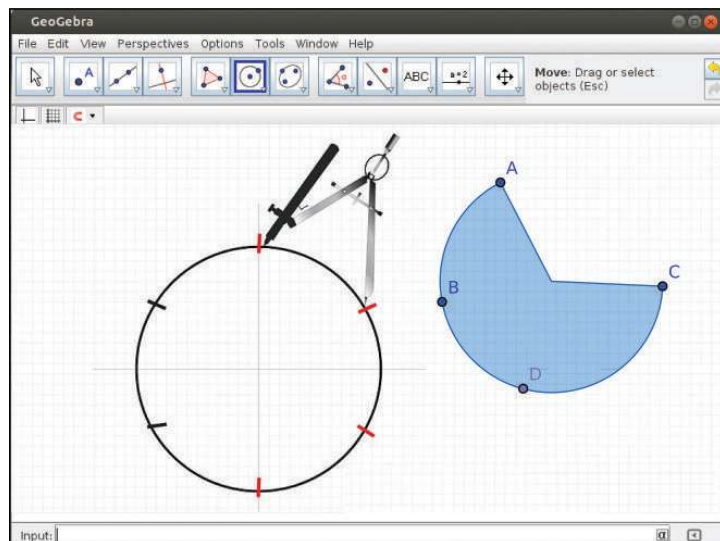 GeoGebra
File Edit View Perspectives Options Tools Window Help
A ABC a=2 Move: Drag or select
objects (Esc)
A
C
B
D
Input: α